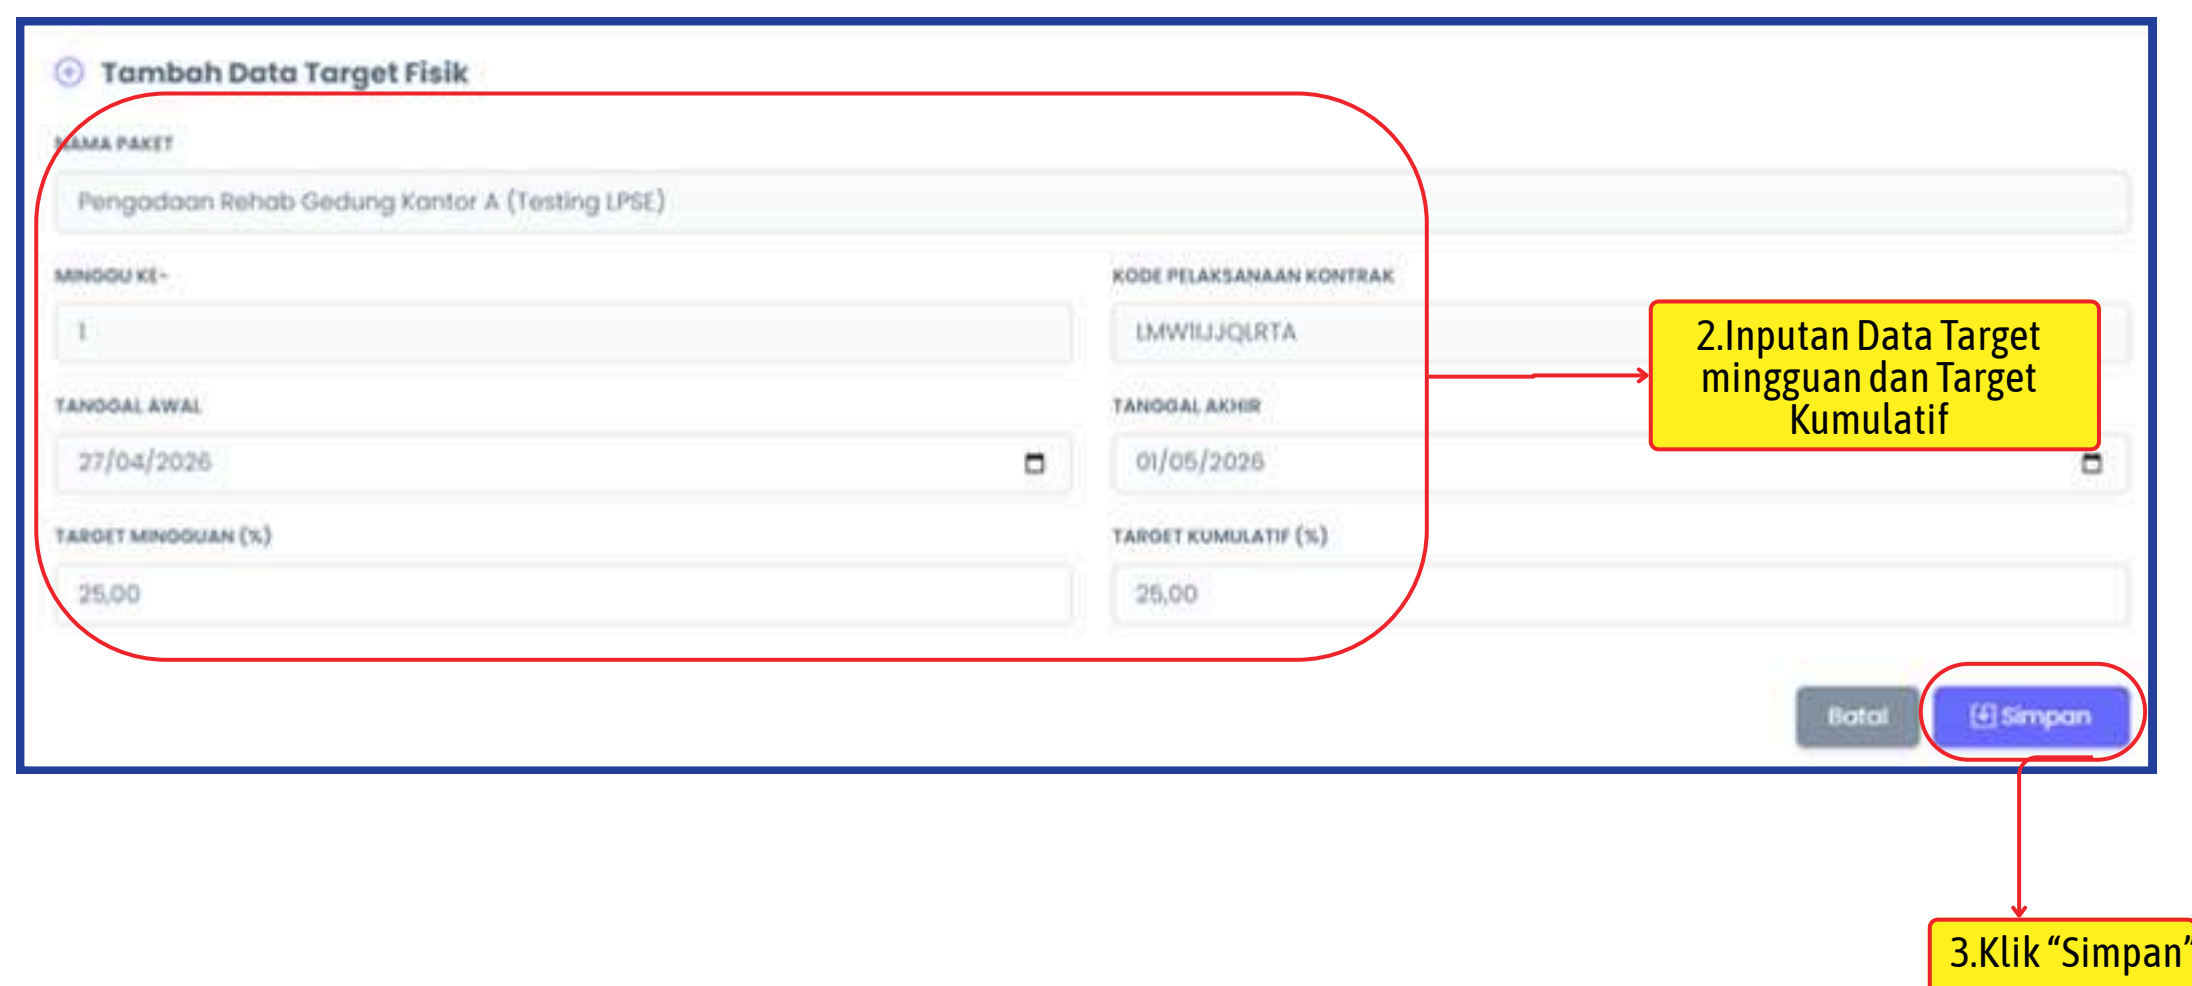 Tambah Data Target Fisik
NAMA PAKET
Pengadaan Rehab Gedung Kantor A (Testing LPSE)
MINGGU KE-
KODE PELAKSANAAN KONTRAK
1
TANGGAL AWAL
TANGGAL AKHIR
27/04/2026
01/05/2026
TARGET MINGGUAN (%)
TARGET KUMULATIF (%)
25,00
25,00
2.Inputan Data Target
mingguan dan Target
Kumulatif
Batal
Simpan
3.Klik “Simpan”